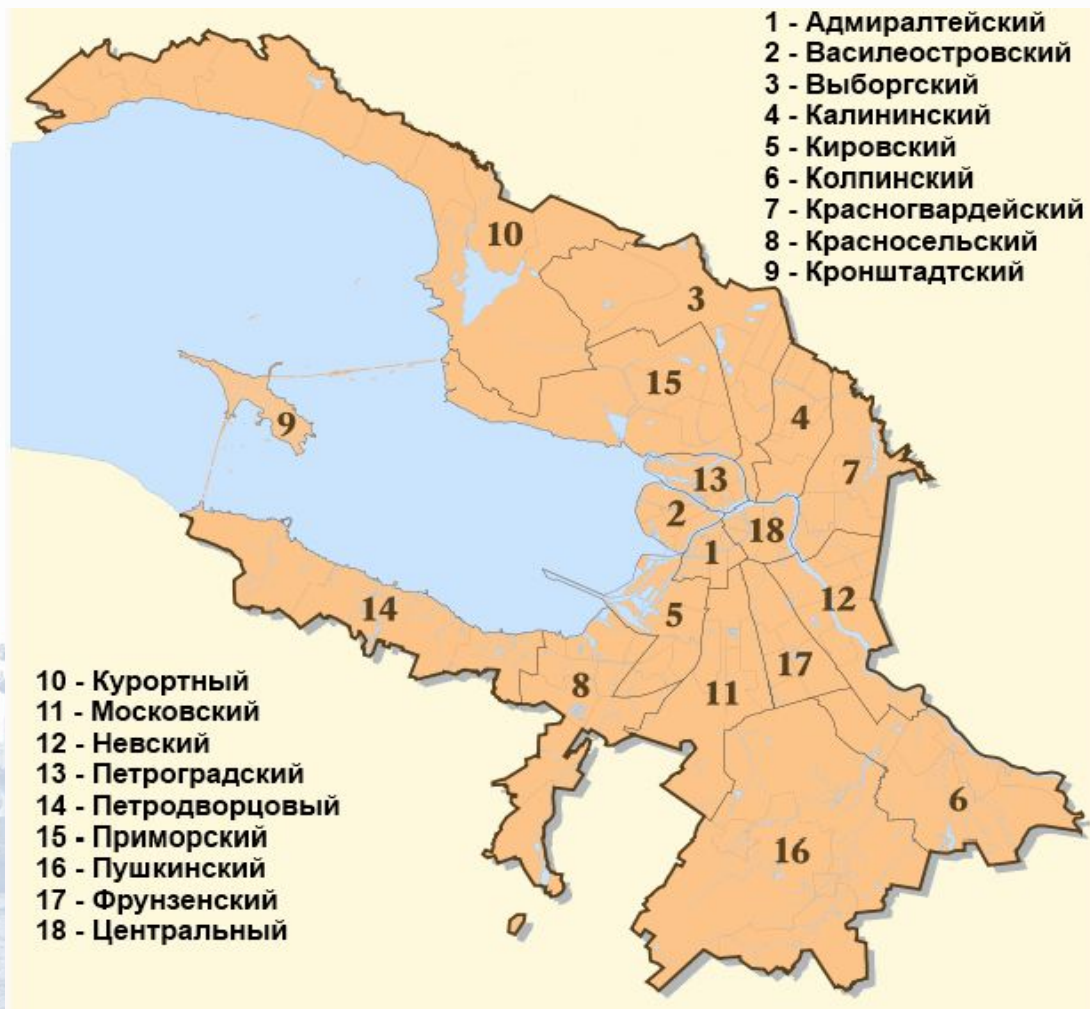 1 - Адмиралтейский
2 - Василеостровский
3 - Выборгский
4 - Калининский
5 - Кировский
6 - Колпинский
7 - Красногвардейский
8 - Красносельский
9 - Кронштадтский
10
3
15
4
9
7
13
2
18
1
12
14
5
17
8
11
6
16
10 - Курортный
11 - Московский
12 - Невский
13 - Петроградский
14 - Петродворцовый
15 - Приморский
16 - Пушкинский
17 - Фрунзенский
18 - Центральный